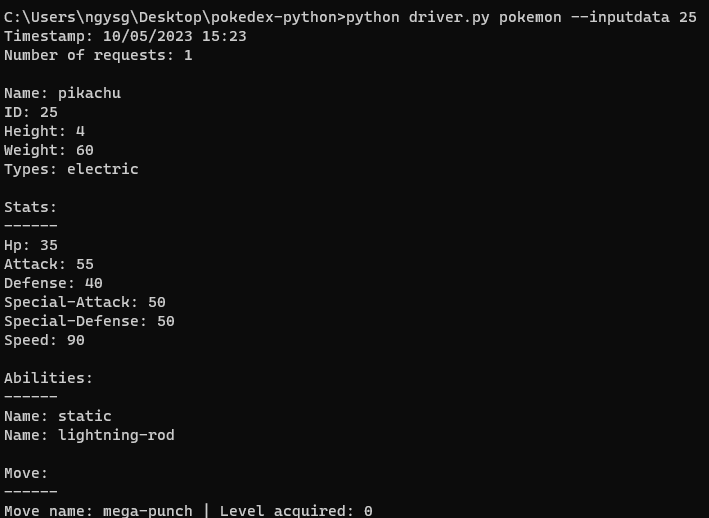 C:\Users\ngysg\Desktop\pokedex-python>python driver.py pokemon --inputdata 25
Timestamp: 10/05/2023 15:23
Number of requests: 1
Name: pikachu
ID: 25
Height: 4
Weight: 60
Types: electric
Stats:
------
Hp: 35
Attack: 55
Defense: 40
Special-Attack: 50
Special-Defense: 50
Speed: 90
Abilities:
------
Name: static
Name: lightning-rod
Move:
------
Move name: mega-punch | Level acquired: 0